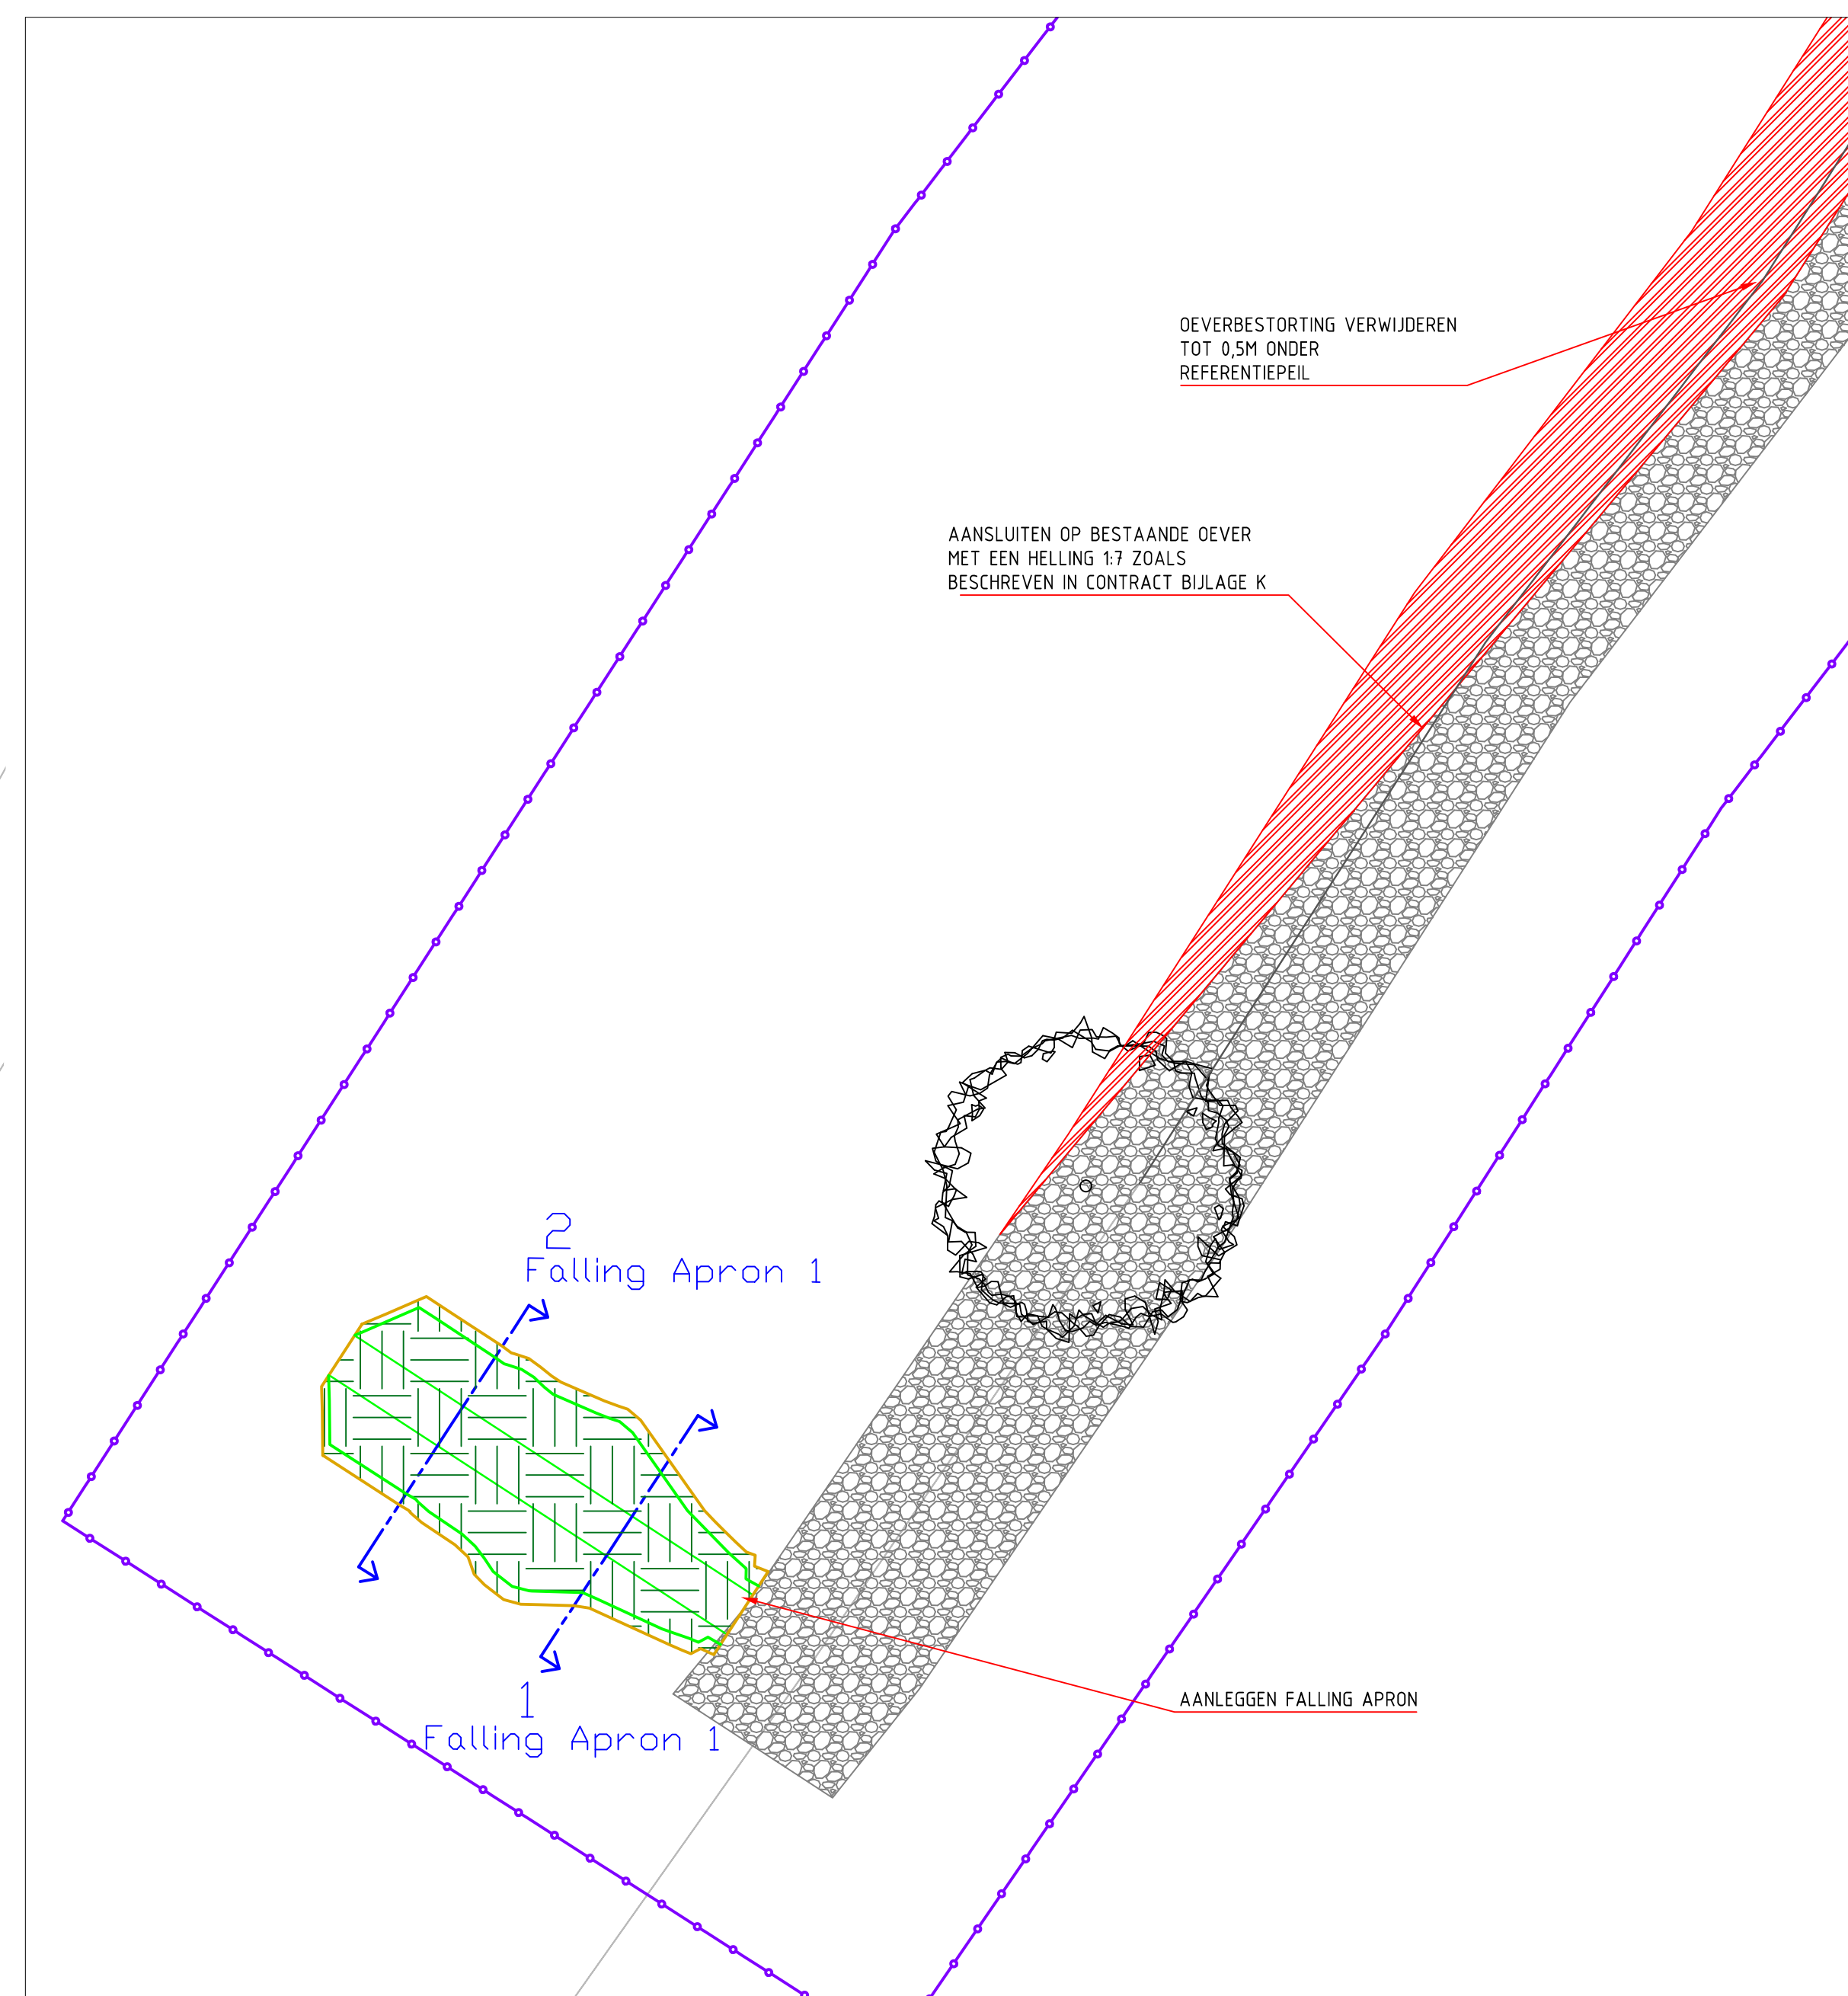 OEVERBESTORTING VERWIJDEREN
TOT 0,5M ONDER
REFERENTIEPEIL
AANSLUITEN OP BESTAANDE OEVER
MET EEN HELLING 1:7 ZOALS
BESCHREVEN IN CONTRACT BIJLAGE K
2
Falling Apron 1
1
Falling Apron 1
AANLEGGEN FALLING APRON